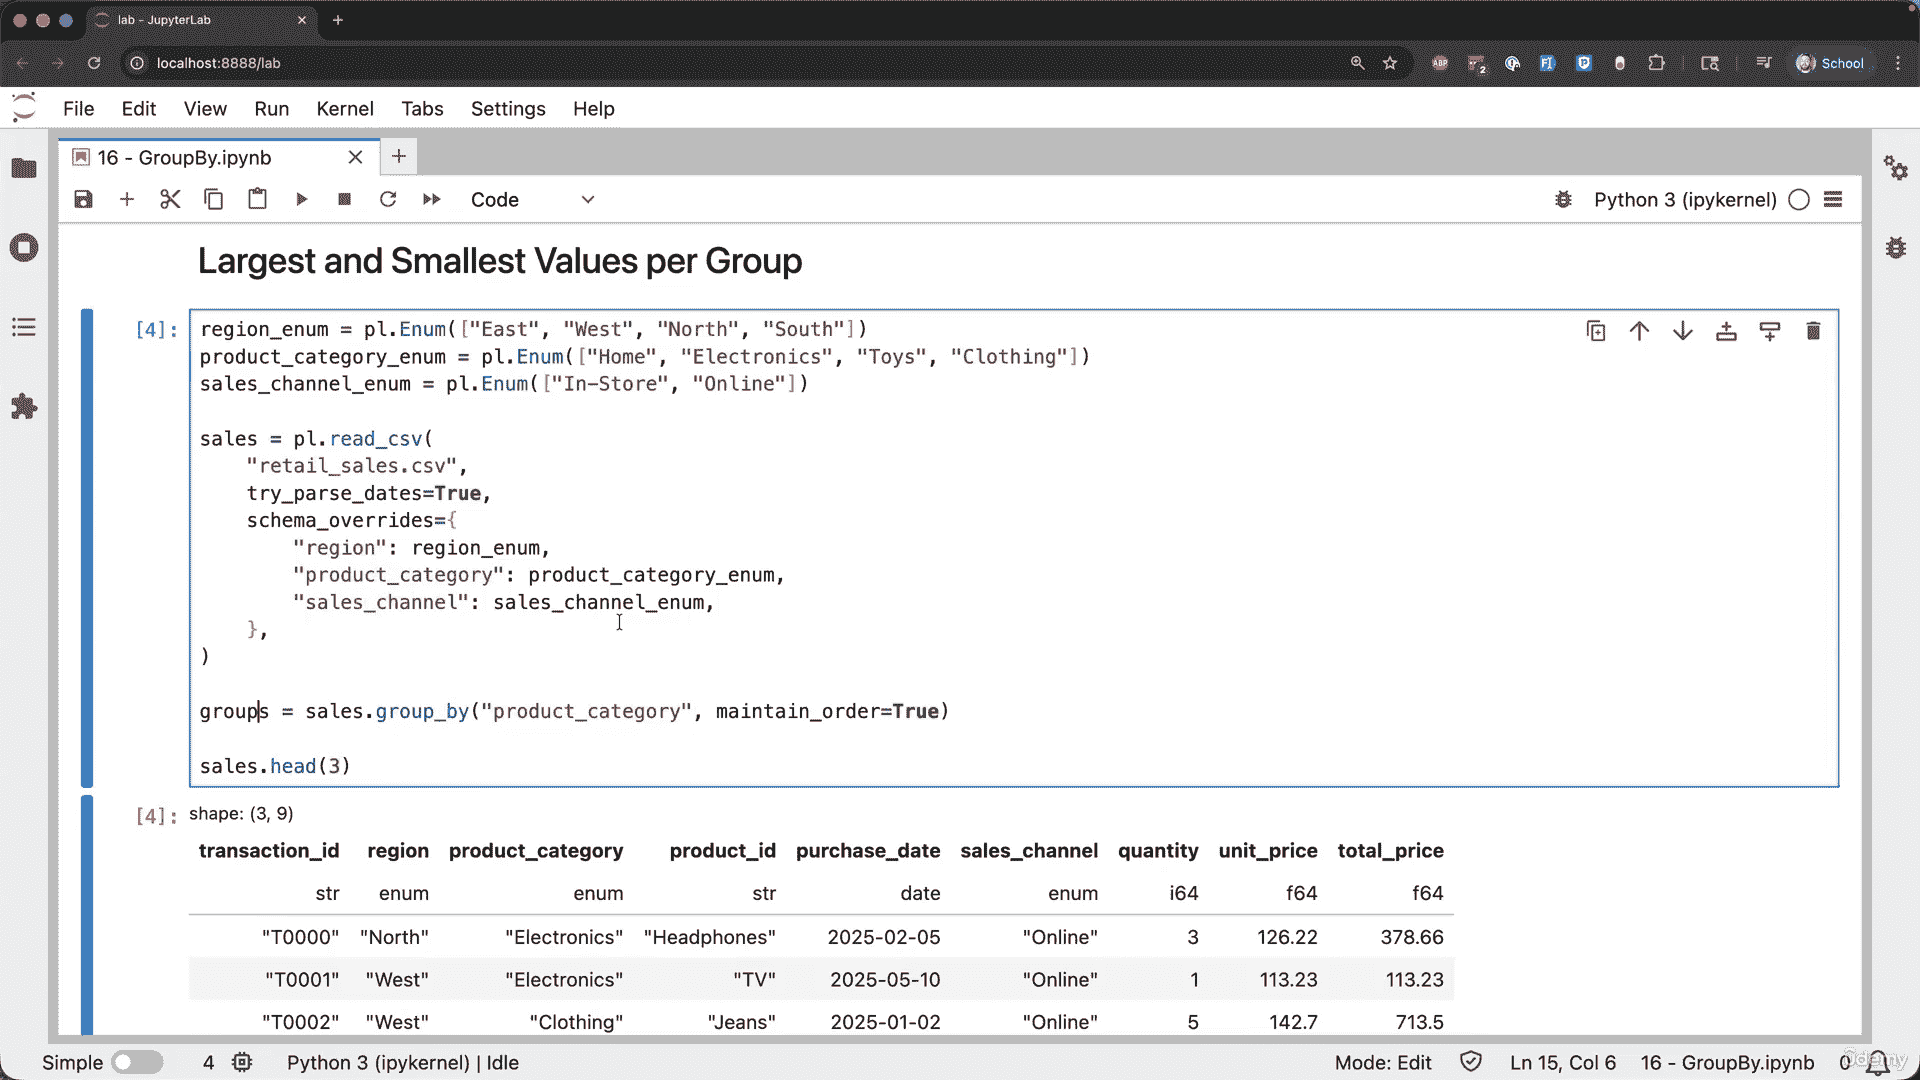 lab - JupyterLab
localhost:8888/lab
ABP
2
School
File Edit View Run Kernel Tabs Settings Help
16 - GroupBy.ipynb
Code
Python 3 (ipykernel)
Largest and Smallest Values per Group
[4]:
region_enum = pl.Enum(["East", "West", "North", "South"])
product_category_enum = pl.Enum(["Home", "Electronics", "Toys", "Clothing"])
sales_channel_enum = pl.Enum(["In-Store", "Online"])
sales = pl.read_csv(
"retail_sales.csv",
try_parse_dates=True,
schema_overrides={
"region": region_enum,
"product_category": product_category_enum,
"sales_channel": sales_channel_enum,
},
)
groups = sales.group_by("product_category", maintain_order=True)
sales.head(3)
[4]: shape: (3, 9)
transaction_id region product_category product_id purchase_date sales_channel quantity unit_price total_price
str enum enum str date enum i64 f64 f64
"T0000" "North" "Electronics" "Headphones" 2025-02-05 "Online" 3 126.22 378.66
"T0001" "West" "Electronics" "TV" 2025-05-10 "Online" 1 113.23 113.23
"T0002" "West" "Clothing" "Jeans" 2025-01-02 "Online" 5 142.7 713.5
Simple 4 Python 3 (ipykernel) | Idle Mode: Edit Ln 15, Col 6 16 - GroupBy.ipynb 0
Udemy